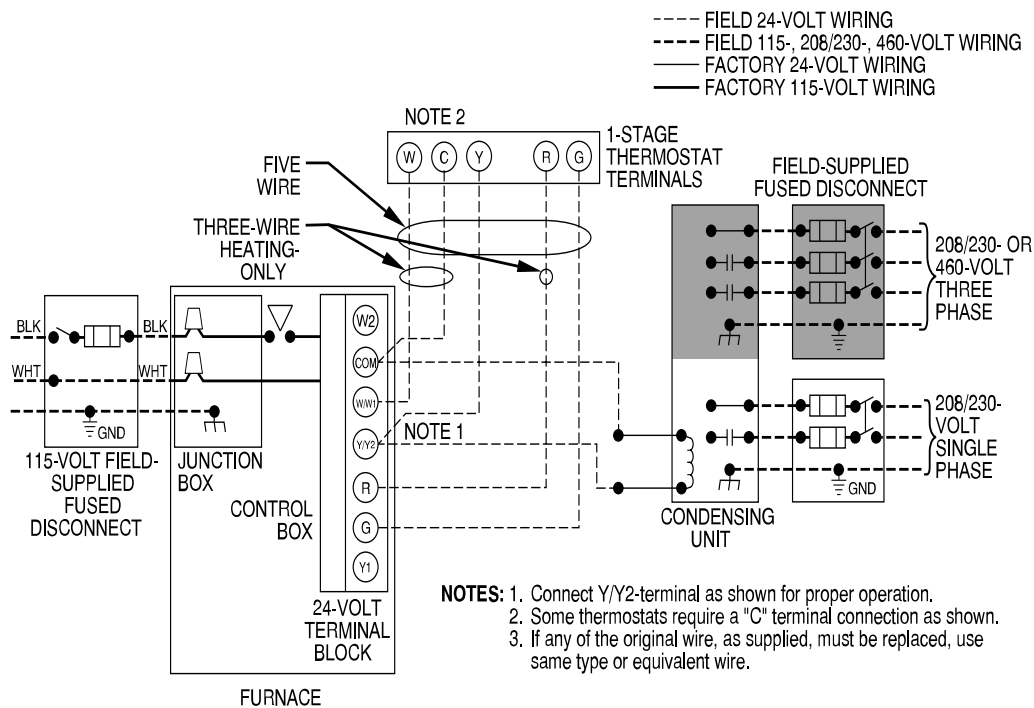 FIELD 24-VOLT WIRING
FIELD 115-, 208/230-, 460-VOLT WIRING
FACTORY 24-VOLT WIRING
FACTORY 115-VOLT WIRING
NOTE 2
W C Y R G
1-STAGE
THERMOSTAT
TERMINALS
FIVE
WIRE
THREE-WIRE
HEATING-
ONLY
FIELD-SUPPLIED
FUSED DISCONNECT
208/230- OR
460-VOLT
THREE
PHASE
BLK
BLK
WHT
WHT
GND
W2
COM
W/W1
Y/Y2
R
G
Y1
NOTE 1
208/230-
VOLT
SINGLE
PHASE
GND
115-VOLT FIELD-
SUPPLIED
FUSED
DISCONNECT
JUNCTION
BOX
CONTROL
BOX
24-VOLT
TERMINAL
BLOCK
FURNACE
CONDENSING
UNIT
NOTES: 1. Connect Y/Y2-terminal as shown for proper operation.
2. Some thermostats require a "C" terminal connection as shown.
3. If any of the original wire, as supplied, must be replaced, use
same type or equivalent wire.